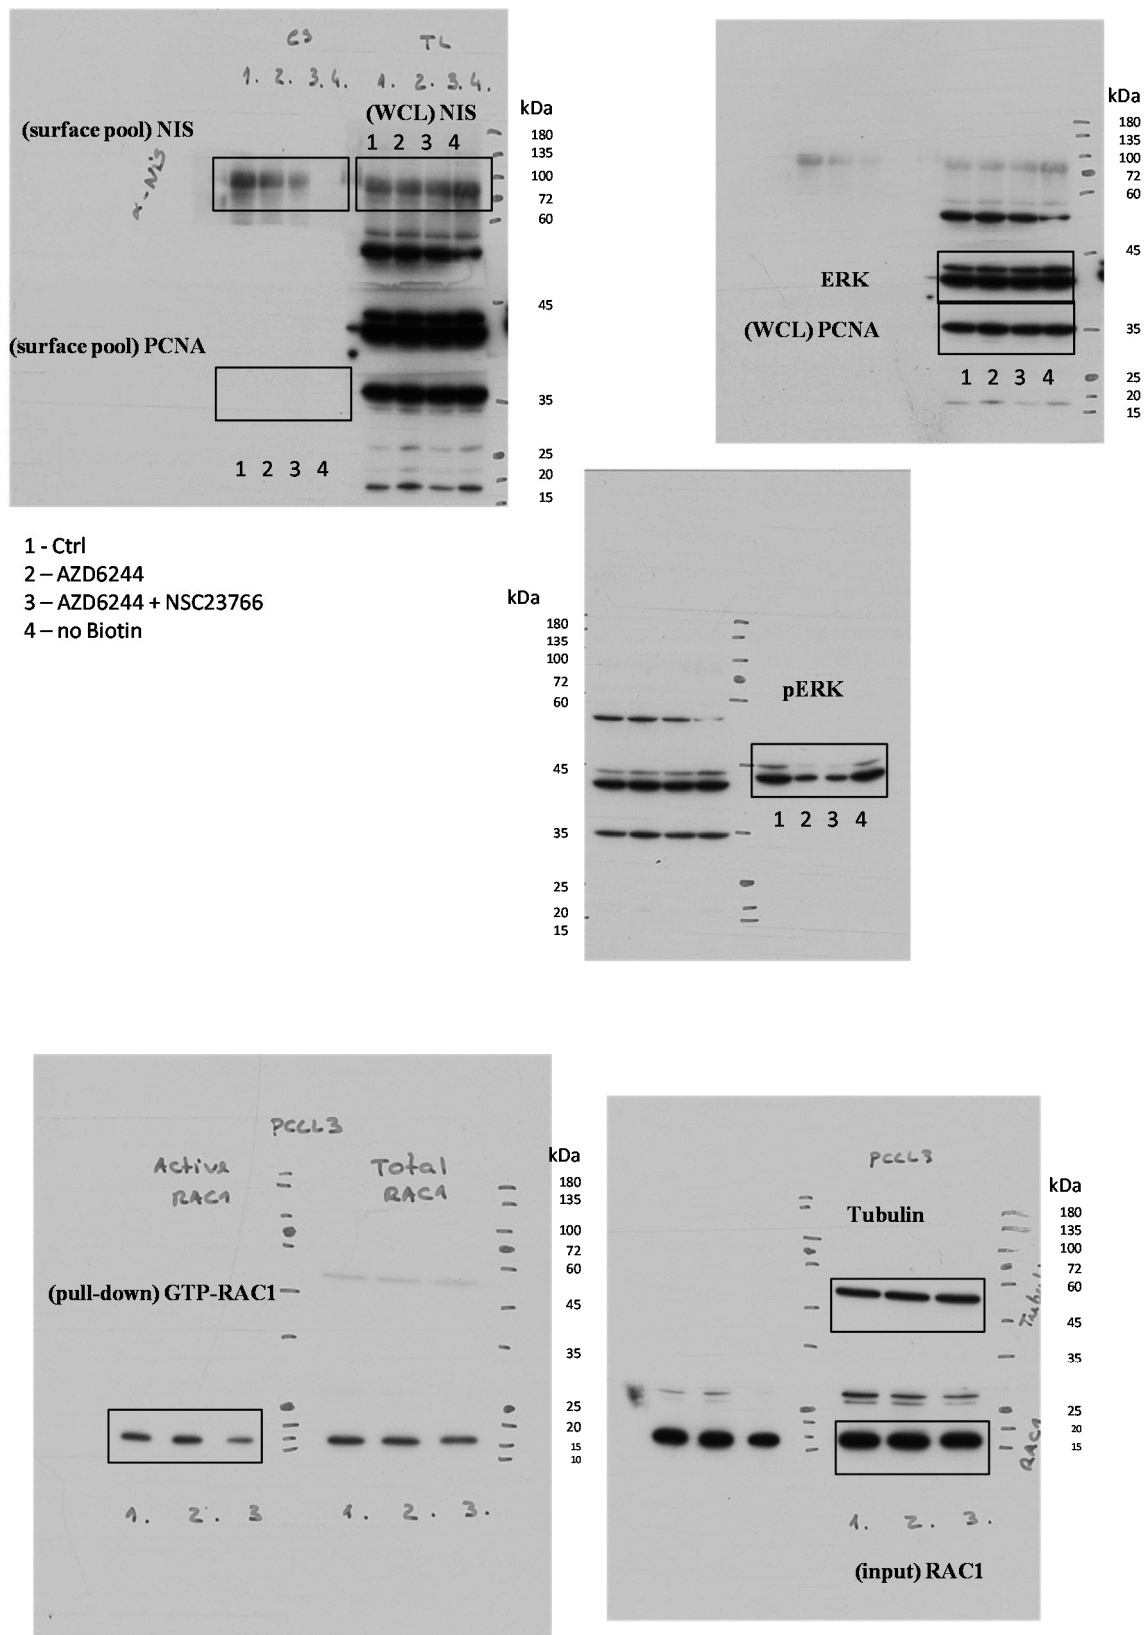 CS TL
1. 2. 3. 4. 1. 2. 3. 4.
(WCL) NIS
(surface pool) NIS
1 2 3 4
α-NIS
kDa
180
135
100
72
60
45
35
25
20
15
(surface pool) PCNA
1 2 3 4
kDa
180
135
100
72
60
45
35
25
20
15
ERK
(WCL) PCNA
1 2 3 4
1 - Ctrl
2 – AZD6244
3 – AZD6244 + NSC23766
4 – no Biotin
kDa
180
135
100
72
60
45
35
25
20
15
pERK
1 2 3 4
PCCL3
Active Total
RAC1 RAC1
kDa
180
135
100
72
60
45
35
25
20
15
10
(pull-down) GTP-RAC1
1. 2. 3 1. 2. 3.
PCCL3
Tubulin
kDa
180
135
100
72
60
45
35
25
20
15
RAC1
1. 2. 3.
(input) RAC1